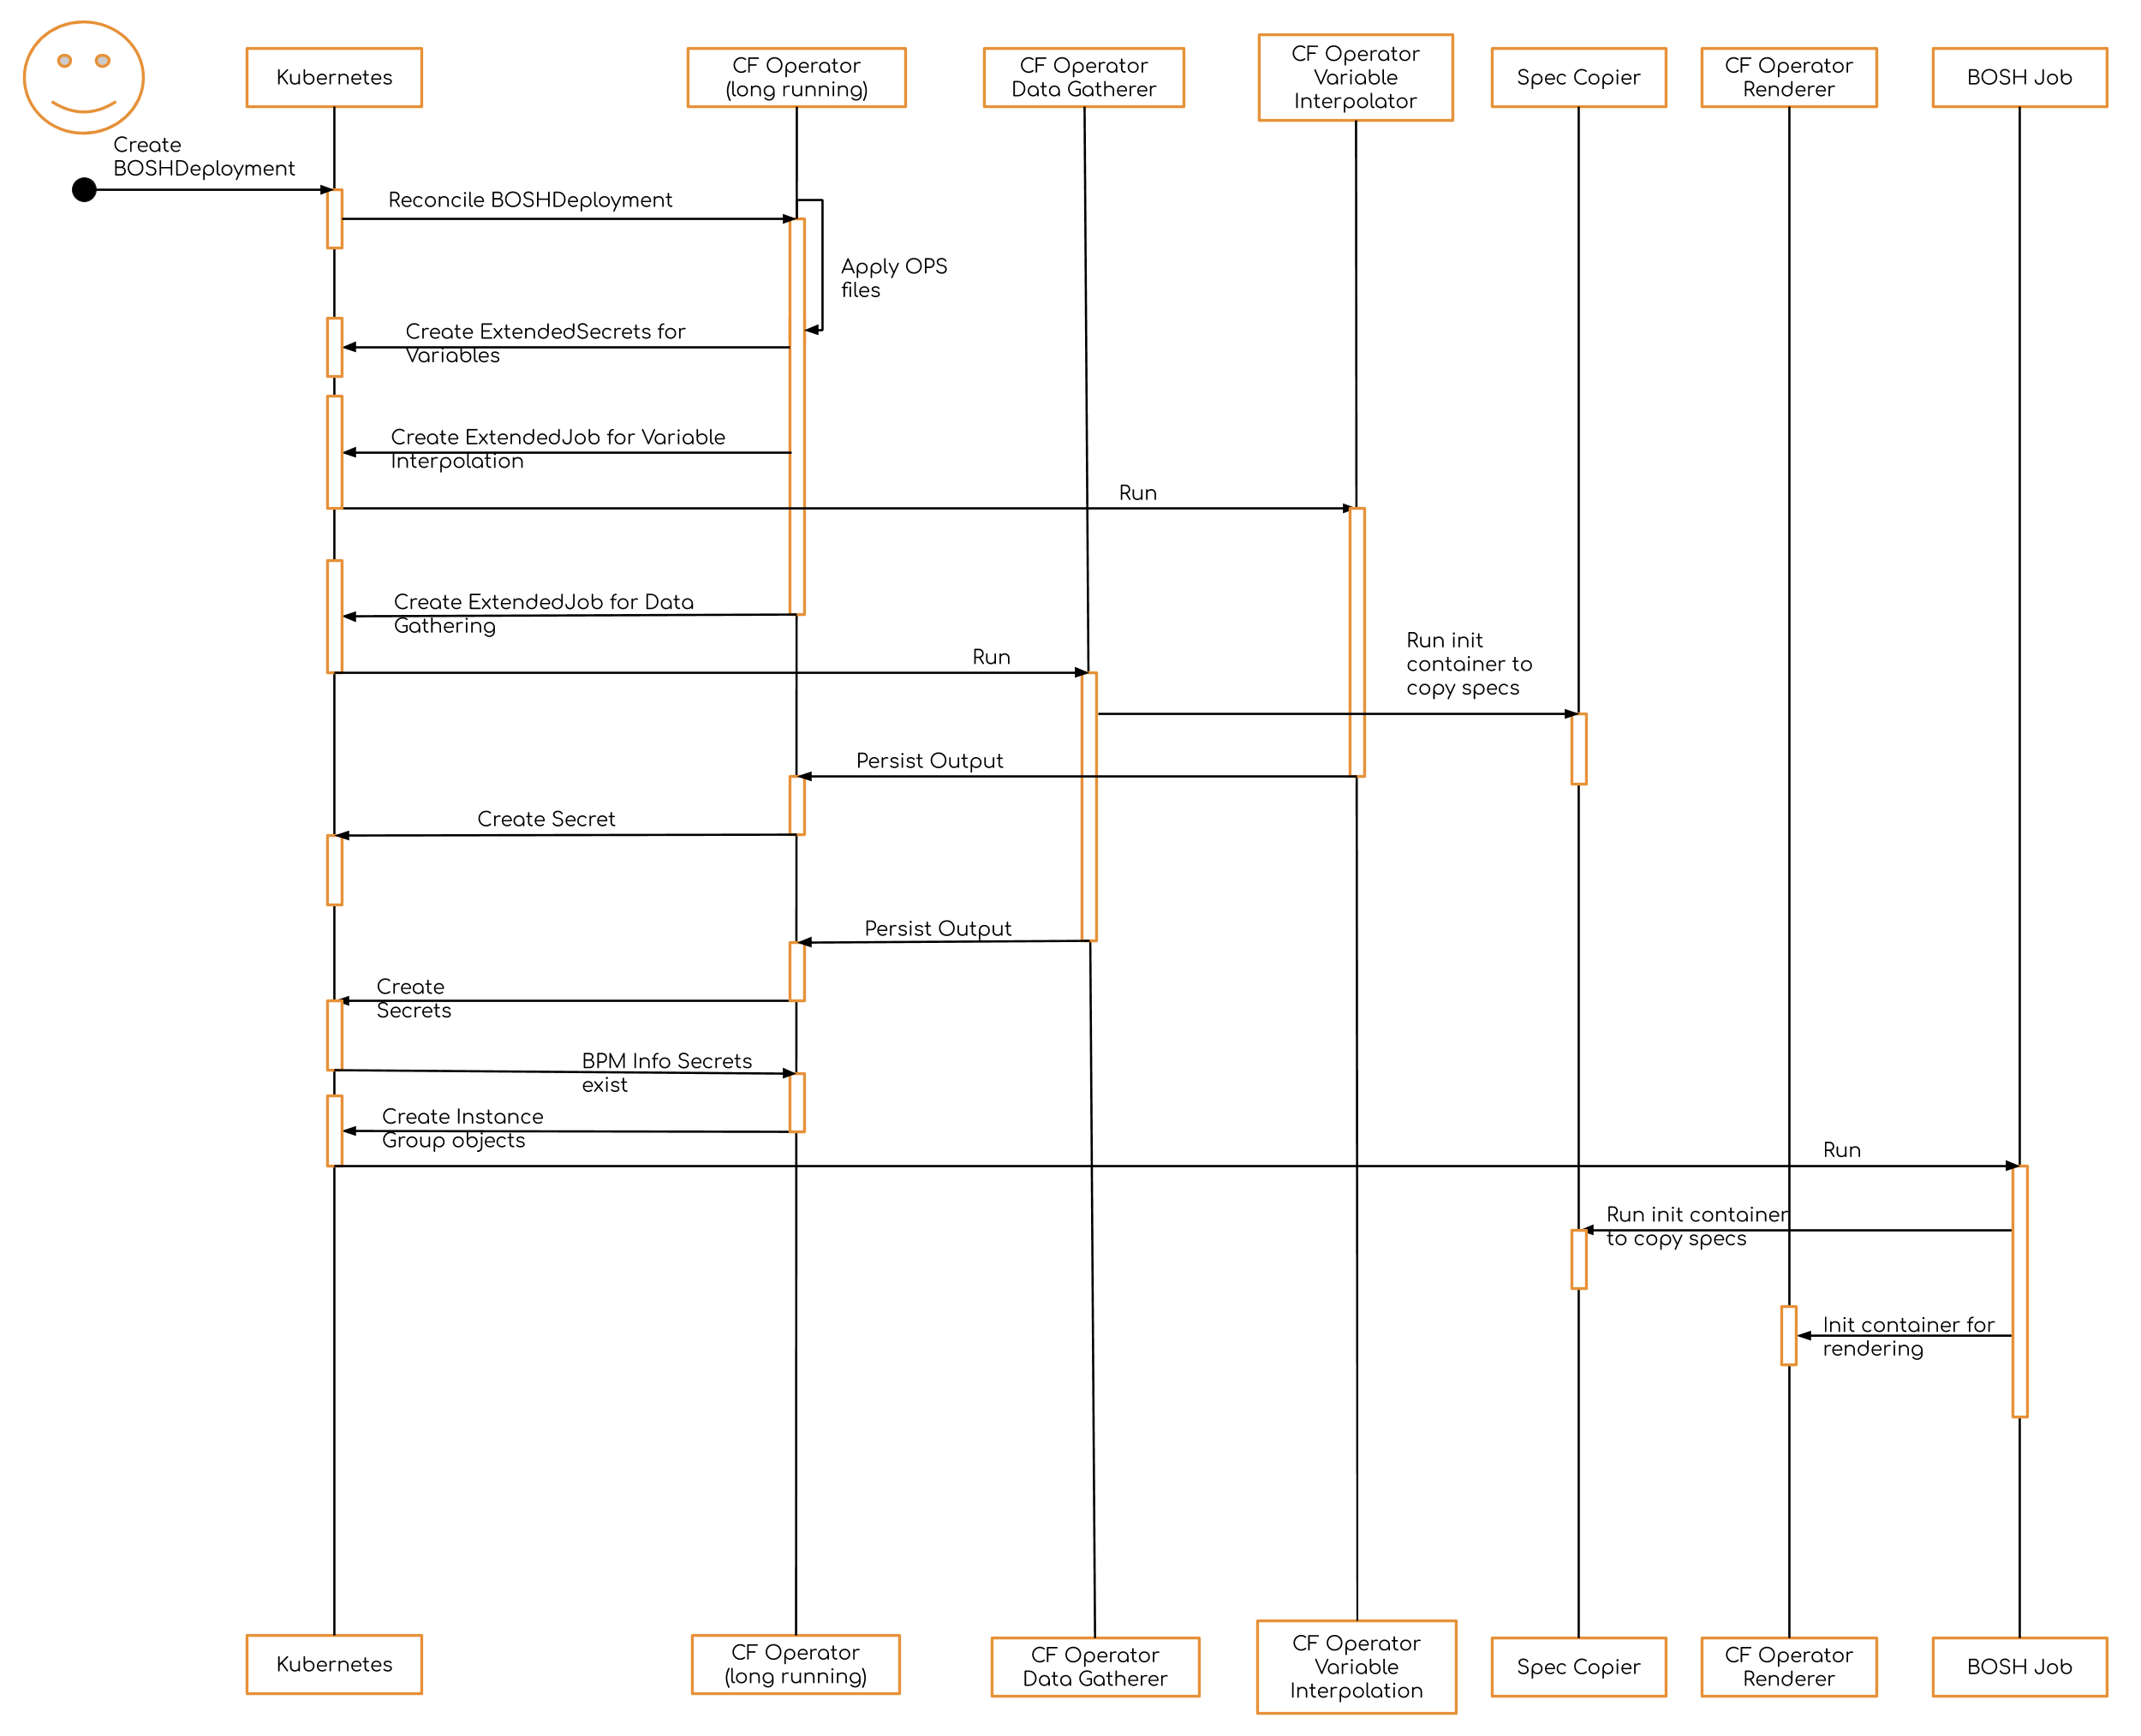 Kubernetes
CF Operator
(long running)
CF Operator
Data Gatherer
CF Operator
Variable
Interpolator
Spec Copier
CF Operator
Renderer
BOSH Job
Create
BOSHDeployment
Reconcile BOSHDeployment
Apply OPS
files
Create ExtendedSecrets for
Variables
Create ExtendedJob for Variable
Interpolation
Run
Create ExtendedJob for Data
Gathering
Run
Run init
container to
copy specs
Persist Output
Create Secret
Persist Output
Create
Secrets
BPM Info Secrets
exist
Create Instance
Group objects
Run
Run init container
to copy specs
Init container for
rendering
Kubernetes
CF Operator
(long running)
CF Operator
Data Gatherer
CF Operator
Variable
Interpolation
Spec Copier
CF Operator
Renderer
BOSH Job